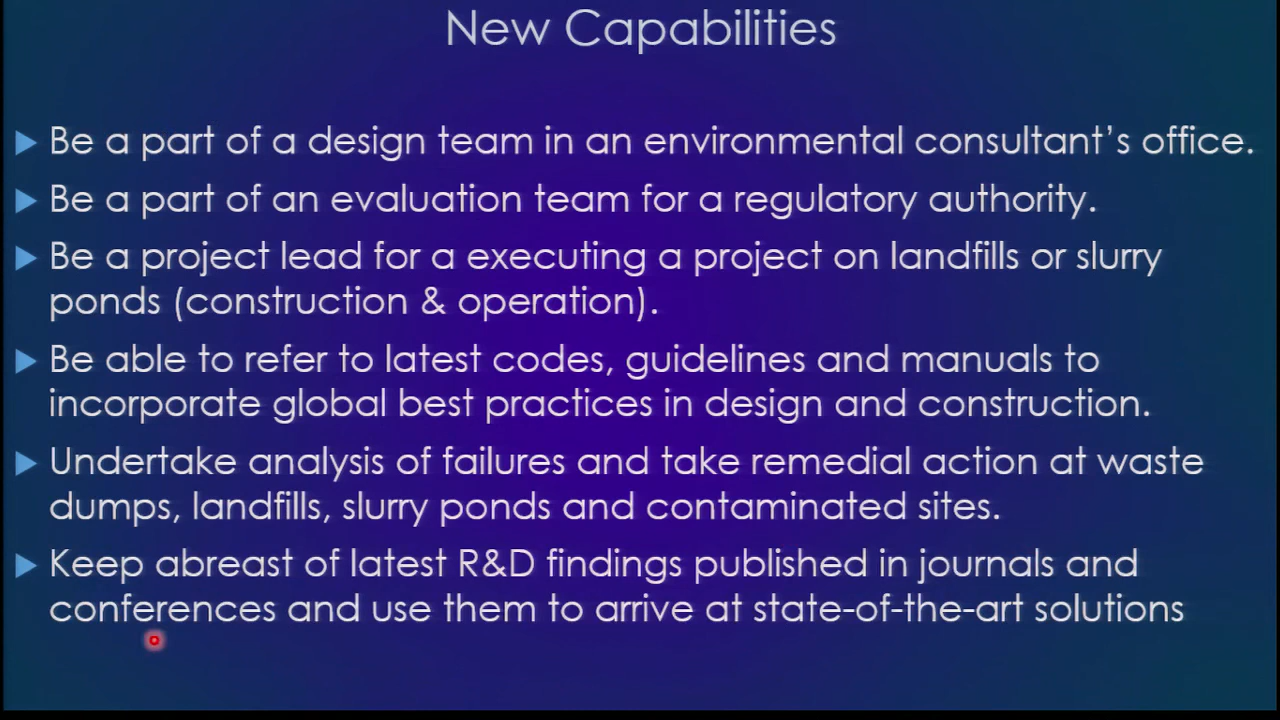 New Capabilities
Be a part of a design team in an environmental consultant’s office.
Be a part of an evaluation team for a regulatory authority.
Be a project lead for a executing a project on landfills or slurry
ponds (construction & operation).
Be able to refer to latest codes, guidelines and manuals to
incorporate global best practices in design and construction.
Undertake analysis of failures and take remedial action at waste
dumps, landfills, slurry ponds and contaminated sites.
Keep abreast of latest R&D findings published in journals and
conferences and use them to arrive at state-of-the-art solutions